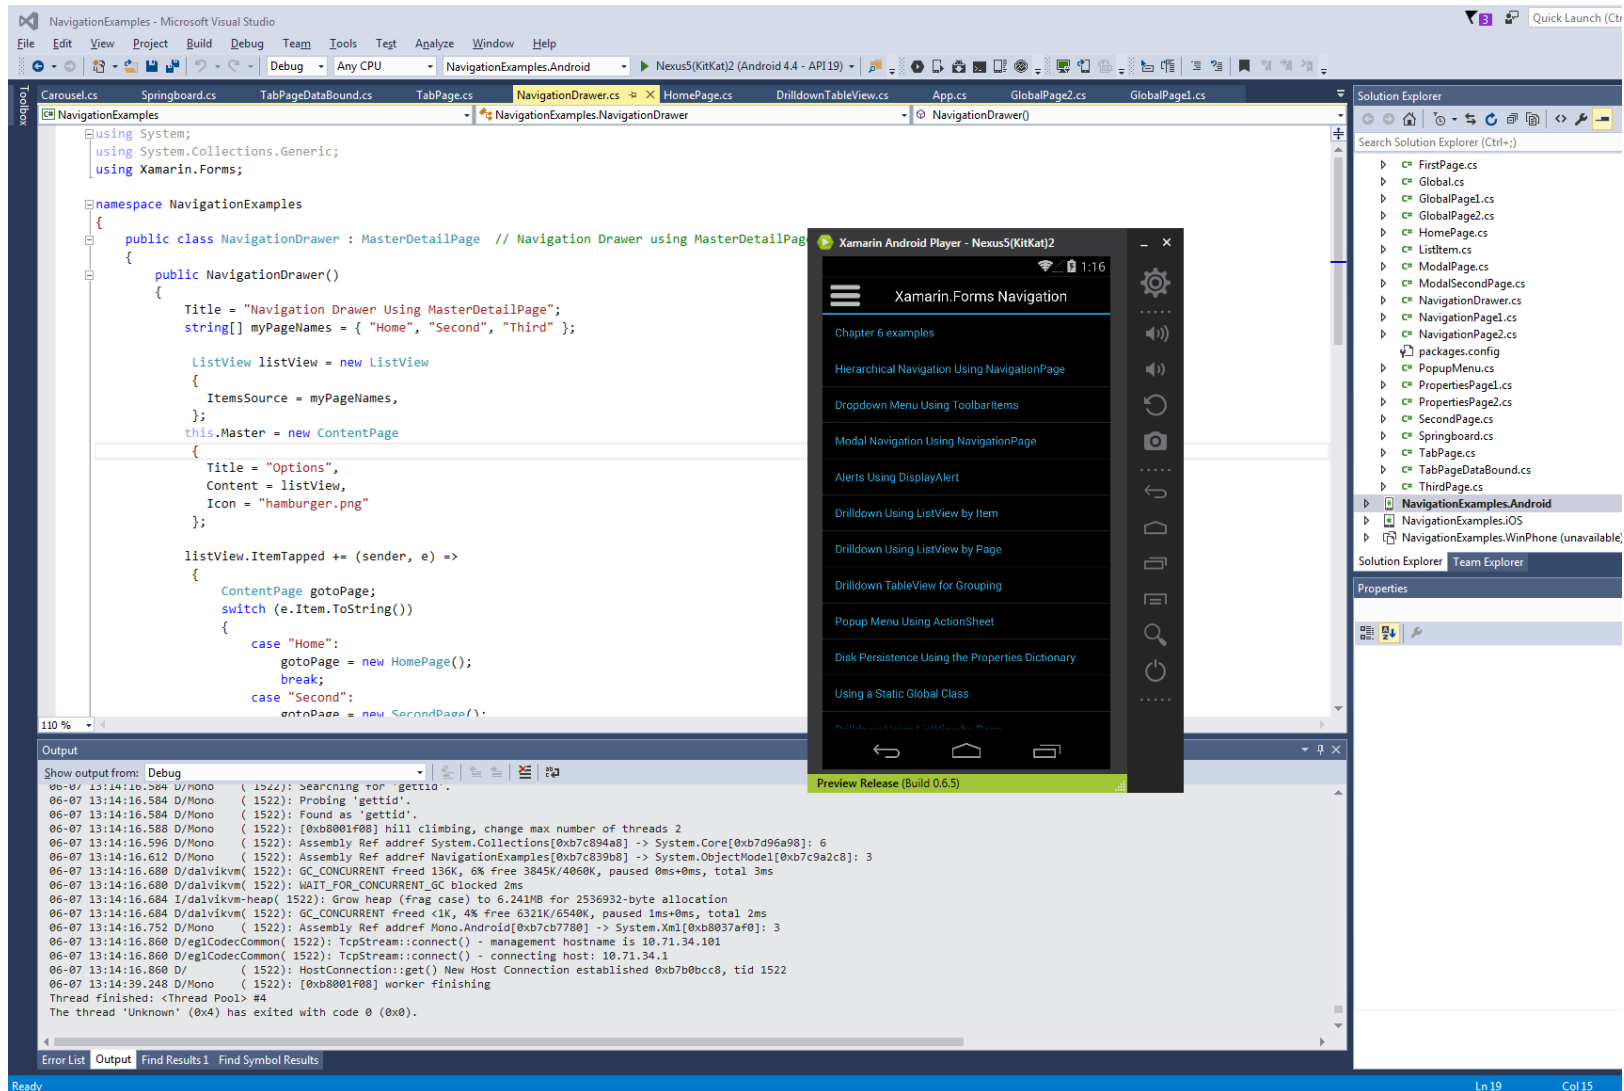 NavigationExamples - Microsoft Visual Studio
3
Quick Launch (Ctr
File Edit View Project Build Debug Team Tools Test Analyze Window Help
Debug Any CPU NavigationExamples.Android Nexus5(KitKat)2 (Android 4.4 - API 19)
Toolbox
Carousel.cs Springboard.cs TabPageDataBound.cs TabPage.cs NavigationDrawer.cs HomePage.cs DrilldownTableView.cs App.cs GlobalPage2.cs GlobalPage1.cs
C# NavigationExamples NavigationExamples.NavigationDrawer NavigationDrawer()
using System;
using System.Collections.Generic;
using Xamarin.Forms;
namespace NavigationExamples
{
public class NavigationDrawer : MasterDetailPage // Navigation Drawer using MasterDetailPag
{
public NavigationDrawer()
{
Title = "Navigation Drawer Using MasterDetailPage";
string[] myPageNames = { "Home", "Second", "Third" };
ListView listView = new ListView
{
ItemsSource = myPageNames,
};
this.Master = new ContentPage
{
Title = "Options",
Content = listView,
Icon = "hamburger.png"
};
listView.ItemTapped += (sender, e) =>
{
ContentPage gotoPage;
switch (e.Item.ToString())
{
case "Home":
gotoPage = new HomePage();
break;
case "Second":
gotoPage = new SecondPage();
110 %
Xamarin Android Player - Nexus5(KitKat)2
1:16
Xamarin.Forms Navigation
Chapter 6 examples
Hierarchical Navigation Using NavigationPage
Dropdown Menu Using ToolbarItems
Modal Navigation Using NavigationPage
Alerts Using DisplayAlert
Drilldown Using ListView by Item
Drilldown Using ListView by Page
Drilldown TableView for Grouping
Popup Menu Using ActionSheet
Disk Persistence Using the Properties Dictionary
Using a Static Global Class
Drilldown Using ListView by Page
Preview Release (Build 0.6.5)
Solution Explorer
Search Solution Explorer (Ctrl+;)
C# FirstPage.cs
C# Global.cs
C# GlobalPage1.cs
C# GlobalPage2.cs
C# HomePage.cs
C# ListItem.cs
C# ModalPage.cs
C# ModalSecondPage.cs
C# NavigationDrawer.cs
C# NavigationPage1.cs
C# NavigationPage2.cs
packages.config
C# PopupMenu.cs
C# PropertiesPage1.cs
C# PropertiesPage2.cs
C# SecondPage.cs
C# Springboard.cs
C# TabPage.cs
C# TabPageDataBound.cs
C# ThirdPage.cs
NavigationExamples.Android
NavigationExamples.iOS
NavigationExamples.WinPhone (unavailable)
Solution Explorer Team Explorer
Properties
Output
Show output from: Debug
06-07 13:14:16.584 D/Mono ( 1522): Searching for 'gettid'.
06-07 13:14:16.584 D/Mono ( 1522): Probing 'gettid'.
06-07 13:14:16.584 D/Mono ( 1522): Found as 'gettid'.
06-07 13:14:16.588 D/Mono ( 1522): [0xb8001f08] hill climbing, change max number of threads 2
06-07 13:14:16.596 D/Mono ( 1522): Assembly Ref addref System.Collections[0xb7c894a8] -> System.Core[0xb7d96a98]: 6
06-07 13:14:16.612 D/Mono ( 1522): Assembly Ref addref NavigationExamples[0xb7c839b8] -> System.ObjectModel[0xb7c9a2c8]: 3
06-07 13:14:16.680 D/dalvikvm( 1522): GC_CONCURRENT freed 136K, 6% free 3845K/4060K, paused 0ms+0ms, total 3ms
06-07 13:14:16.680 D/dalvikvm( 1522): WAIT_FOR_CONCURRENT_GC blocked 2ms
06-07 13:14:16.684 I/dalvikvm-heap( 1522): Grow heap (frag case) to 6.241MB for 2536932-byte allocation
06-07 13:14:16.684 D/dalvikvm( 1522): GC_CONCURRENT freed <1K, 4% free 6321K/6540K, paused 1ms+0ms, total 2ms
06-07 13:14:16.752 D/Mono ( 1522): Assembly Ref addref Mono.Android[0xb7cb7780] -> System.Xml[0xb8037af0]: 3
06-07 13:14:16.860 D/eglCodecCommon( 1522): TcpStream::connect() - management hostname is 10.71.34.101
06-07 13:14:16.860 D/eglCodecCommon( 1522): TcpStream::connect() - connecting host: 10.71.34.1
06-07 13:14:16.860 D/ ( 1522): HostConnection::get() New Host Connection established 0xb7b0bcc8, tid 1522
06-07 13:14:39.248 D/Mono ( 1522): [0xb8001f08] worker finishing
Thread finished: <Thread Pool> #4
The thread 'Unknown' (0x4) has exited with code 0 (0x0).
Error List Output Find Results 1 Find Symbol Results
Ready Ln 19 Col 15